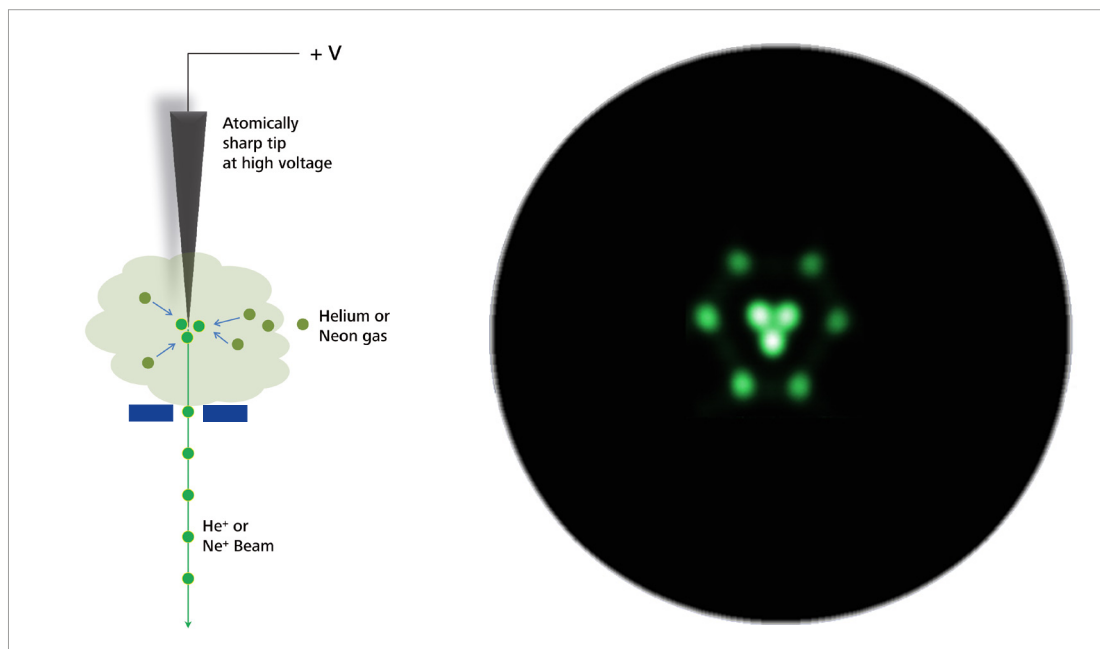 + V
Atomically
sharp tip
at high voltage
Helium or
Neon gas
He⁺ or
Ne⁺ Beam